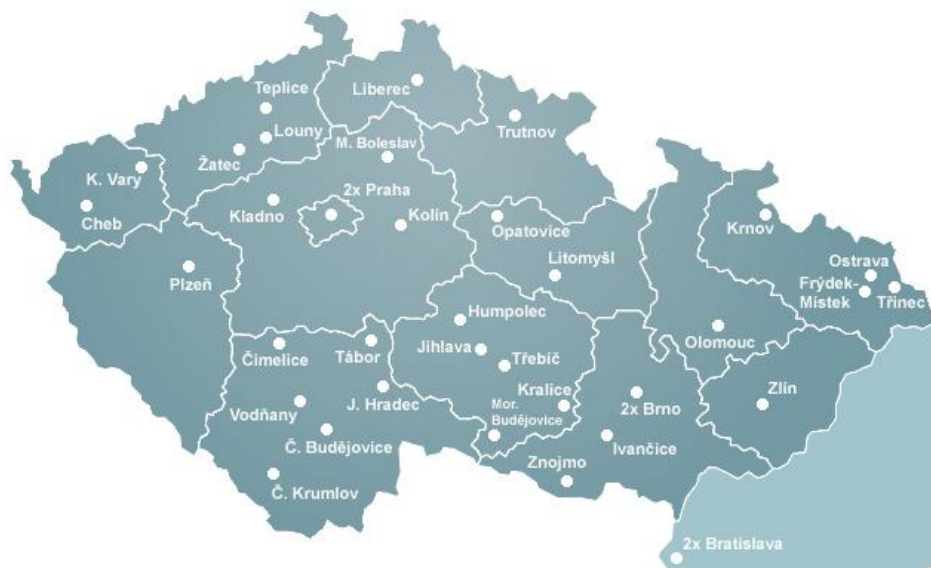 Teplice
Liberec
Louny
M. Boleslav
Trutnov
Žatec
K. Vary
2x Praha
Kladno
Kolín
Cheb
Opatovice
Krnov
Litomyšl
Ostrava
Plzeň
Frýdek-
Místek
Třinec
Humpolec
Olomouc
Čimelice
Tábor
Jihlava
Třebíč
Zlín
Kralice
J. Hradec
Vodňany
Mor.
Budějovice
2x Brno
Č. Budějovice
Ivančice
Znojmo
Č. Krumlov
2x Bratislava